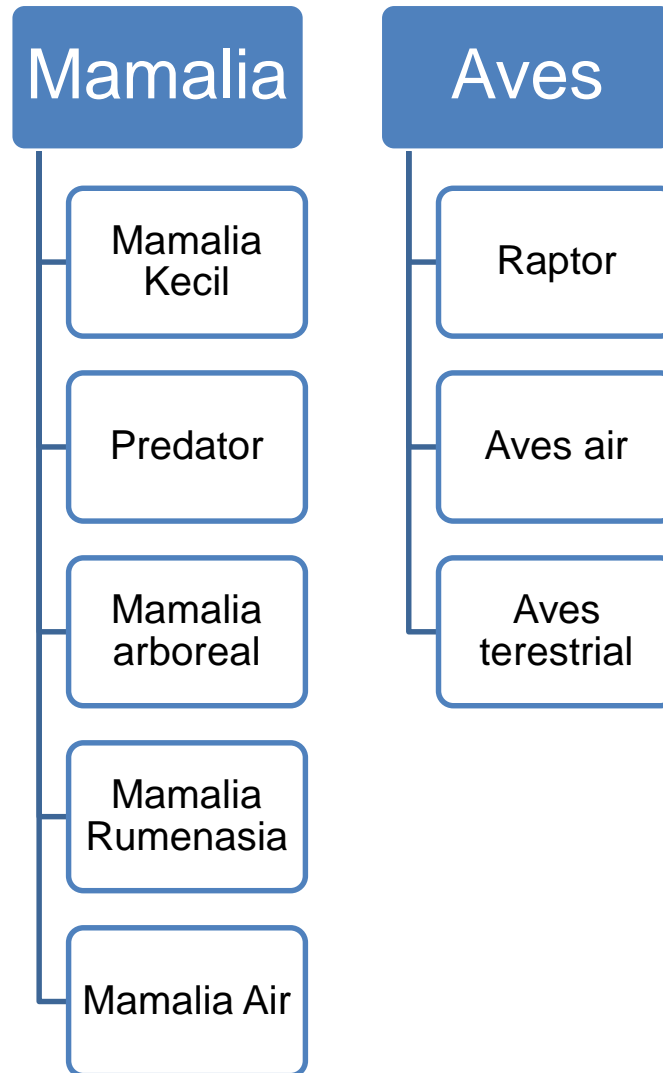 Mamalia
Mamalia
Kecil
Predator
Mamalia
arboreal
Mamalia
Rumenasia
Mamalia Air
Aves
Raptor
Aves air
Aves
terestrial